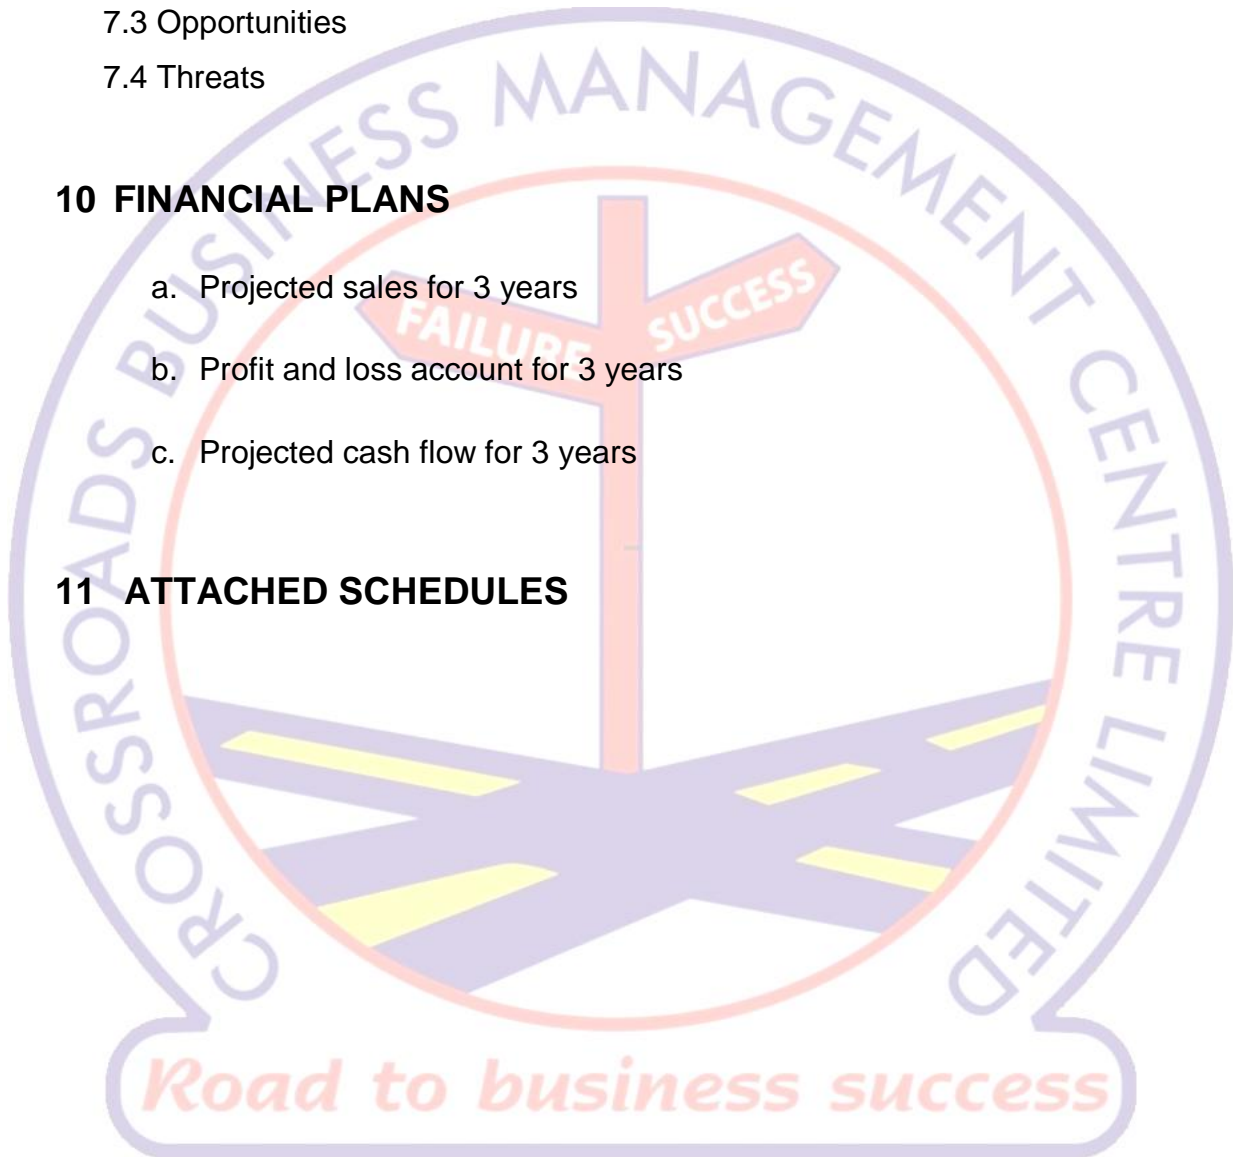 7.3 Opportunities
7.4 Threats
10 FINANCIAL PLANS
a. Projected sales for 3 years
b. Profit and loss account for 3 years
c. Projected cash flow for 3 years
11 ATTACHED SCHEDULES
CROSSROADS BUSINESS MANAGEMENT CENTRE LIMITED
FAILURE
SUCCESS
Road to business success